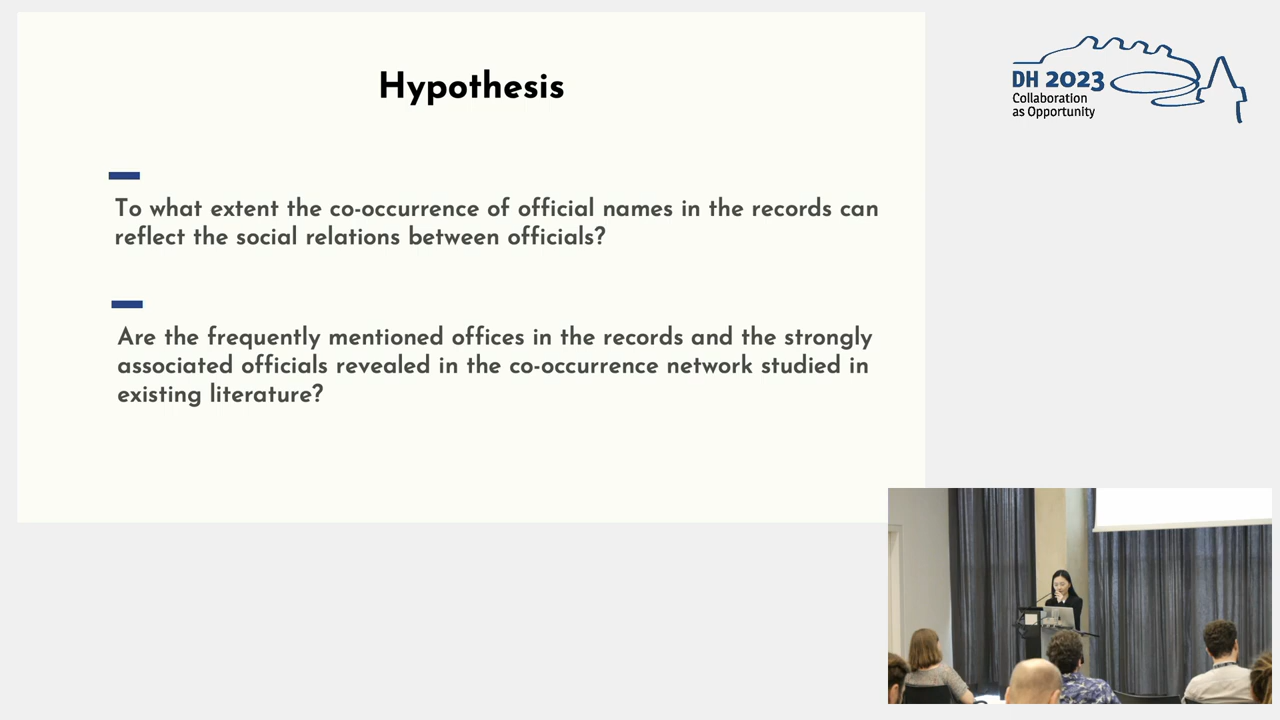 Hypothesis
To what extent the co-occurrence of official names in the records can
reflect the social relations between officials?
Are the frequently mentioned offices in the records and the strongly
associated officials revealed in the co-occurrence network studied in
existing literature?
DH 2023
Collaboration
as Opportunity